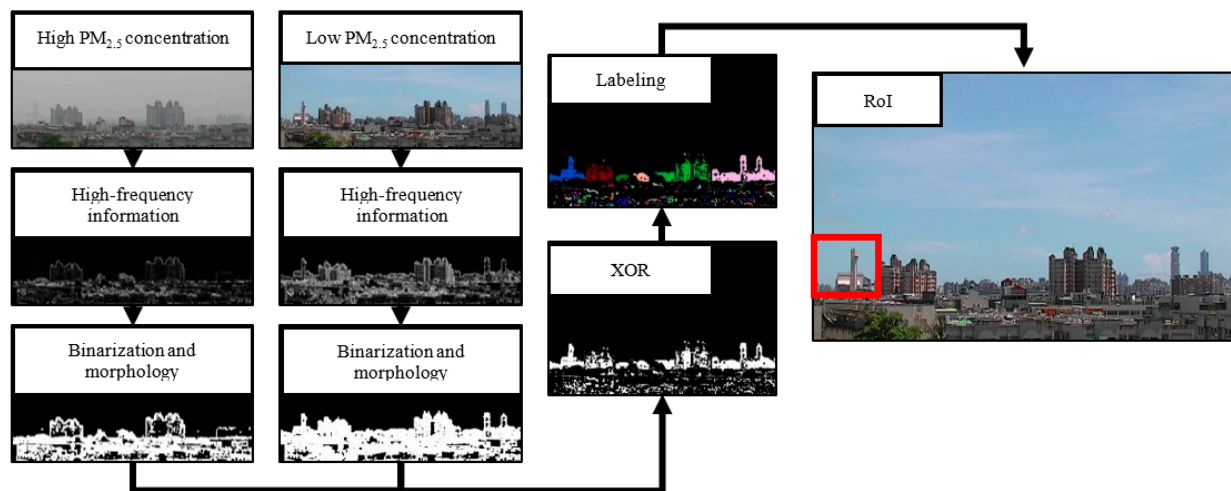 High PM2.5 concentration
High-frequency
information
Binarization and
morphology
Low PM2.5 concentration
High-frequency
information
Binarization and
morphology
XOR
Labeling
RoI